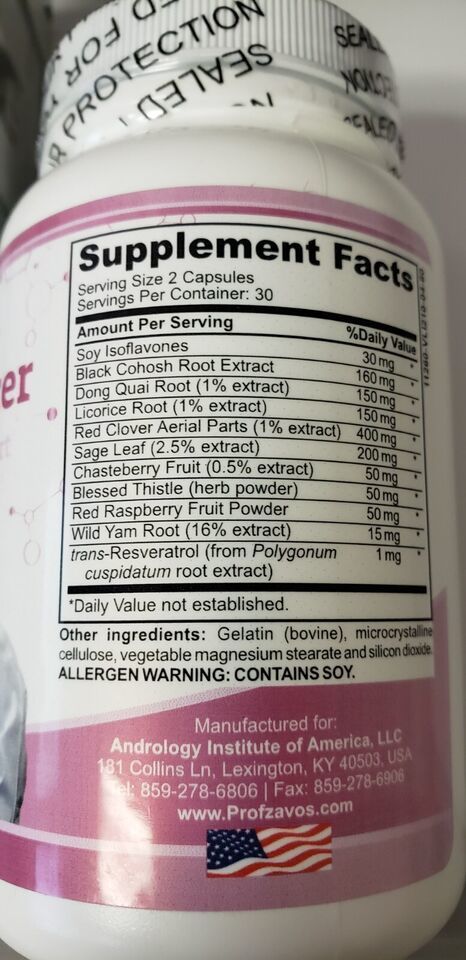 PROTECTION
SEALED
Supplement Facts
Serving Size 2 Capsules
Servings Per Container: 30
Amount Per Serving %Daily Value
Soy Isoflavones 30 mg *
Black Cohosh Root Extract 160 mg *
Dong Quai Root (1% extract) 150 mg *
Licorice Root (1% extract) 150 mg *
Red Clover Aerial Parts (1% extract) 400 mg *
Sage Leaf (2.5% extract) 200 mg *
Chasteberry Fruit (0.5% extract) 50 mg *
Blessed Thistle (herb powder) 50 mg *
Red Raspberry Fruit Powder 50 mg *
Wild Yam Root (16% extract) 15 mg *
trans-Resveratrol (from Polygonum 1 mg *
cuspidatum root extract)
*Daily Value not established.
Other ingredients: Gelatin (bovine), microcrystalline
cellulose, vegetable magnesium stearate and silicon dioxide.
ALLERGEN WARNING: CONTAINS SOY.
Manufactured for:
Andrology Institute of America, LLC
181 Collins Ln, Lexington, KY 40503, USA
Tel: 859-278-6806 | Fax: 859-278-6906
www.Profzavos.com